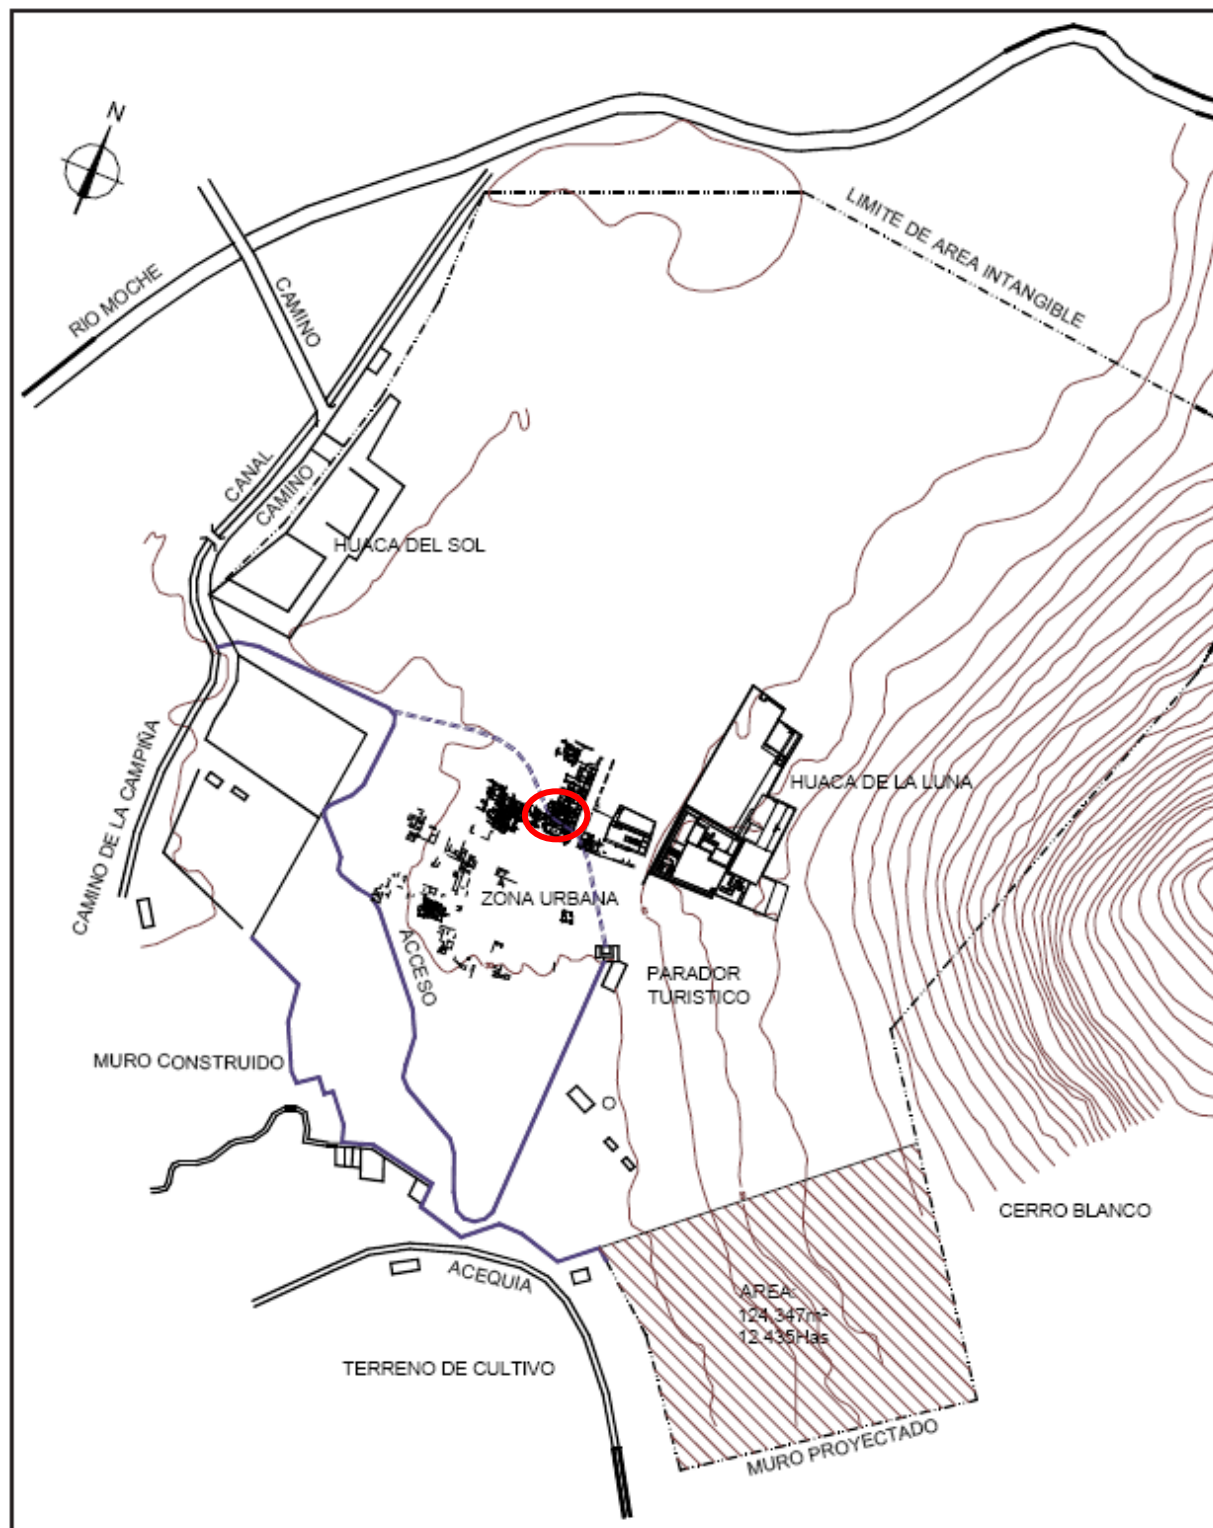 N
LIMITE DE AREA INTANGIBLE
RIO MOCHE
CAMINO
CANAL
CAMINO
HUACA DEL SOL
CAMINO DE LA CAMPIÑA
HUACA DE LA LUNA
ZONA URBANA
ACCESO
PARADOR
TURISTICO
MURO CONSTRUIDO
CERRO BLANCO
ACEQUIA
AREA:
124.347m²
12.435Has
TERRENO DE CULTIVO
MURO PROYECTADO